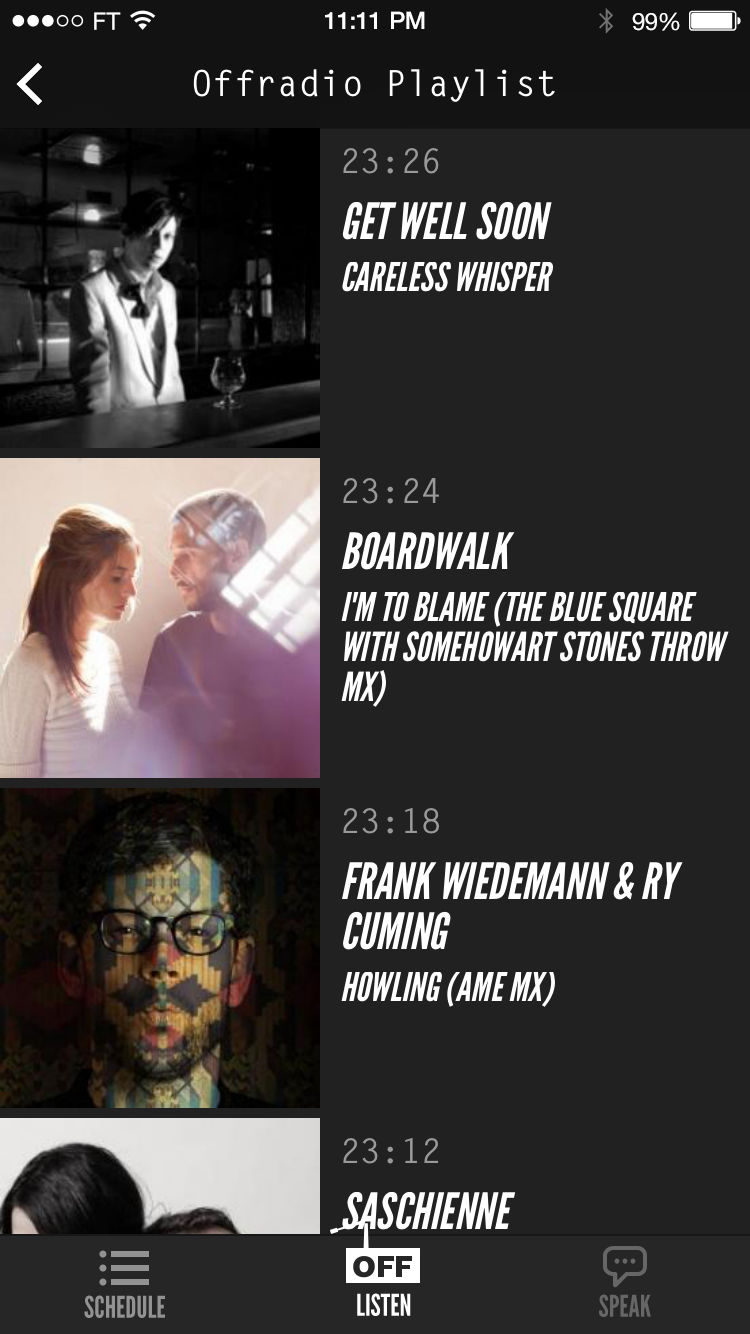 FT 11:11 PM 99%
Offradio Playlist
23:26
GET WELL SOON
CARELESS WHISPER
23:24
BOARDWALK
I'M TO BLAME (THE BLUE SQUARE
WITH SOMEHOWART STONES THROW
MX)
23:18
FRANK WIEDEMANN & RY
CUMING
HOWLING (AME MX)
23:12
SASCHIENNE
SCHEDULE
OFF
LISTEN
SPEAK